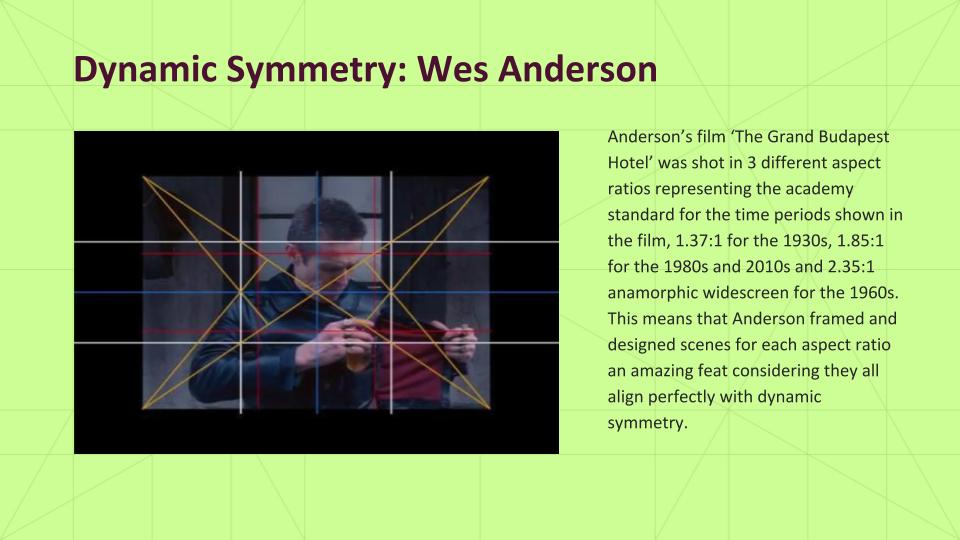 Dynamic Symmetry: Wes Anderson
Anderson’s film ‘The Grand Budapest
Hotel’ was shot in 3 different aspect
ratios representing the academy
standard for the time periods shown in
the film, 1.37:1 for the 1930s, 1.85:1
for the 1980s and 2010s and 2.35:1
anamorphic widescreen for the 1960s.
This means that Anderson framed and
designed scenes for each aspect ratio
an amazing feat considering they all
align perfectly with dynamic
symmetry.